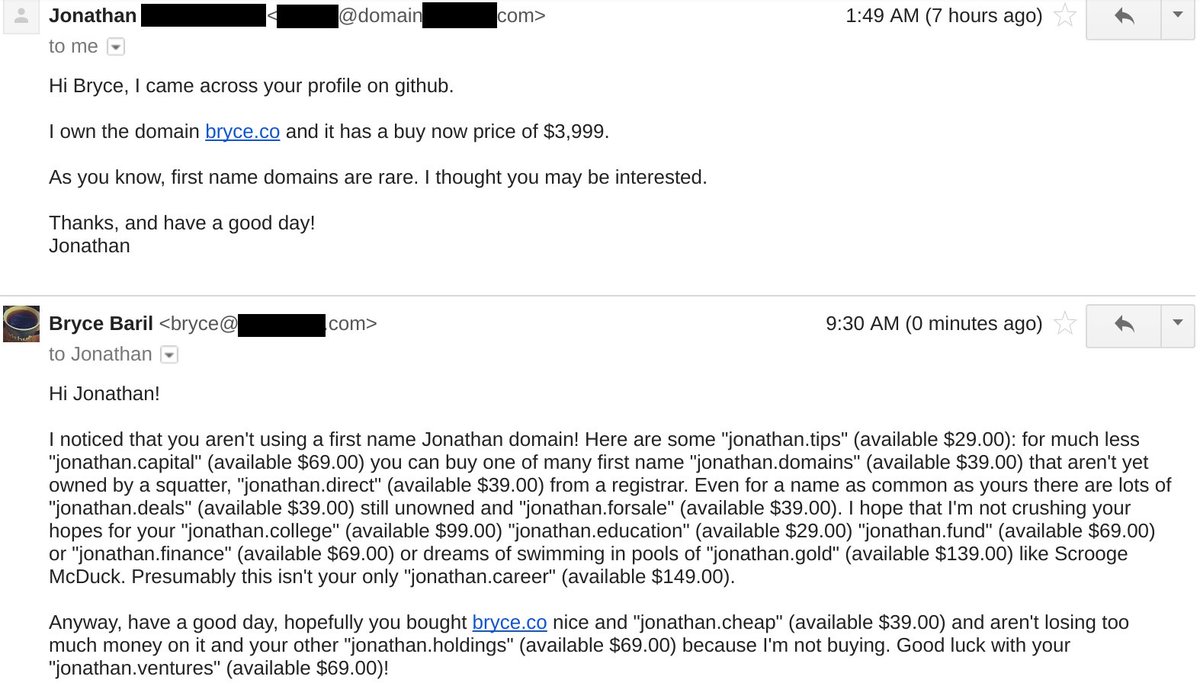 Jonathan < @domain com> 1:49 AM (7 hours ago)
to me
Hi Bryce, I came across your profile on github.
I own the domain bryce.co and it has a buy now price of $3,999.
As you know, first name domains are rare. I thought you may be interested.
Thanks, and have a good day!
Jonathan
Bryce Baril <bryce@ .com> 9:30 AM (0 minutes ago)
to Jonathan
Hi Jonathan!
I noticed that you aren't using a first name Jonathan domain! Here are some "jonathan.tips" (available $29.00): for much less
"jonathan.capital" (available $69.00) you can buy one of many first name "jonathan.domains" (available $39.00) that aren't yet
owned by a squatter, "jonathan.direct" (available $39.00) from a registrar. Even for a name as common as yours there are lots of
"jonathan.deals" (available $39.00) still unowned and "jonathan.forsale" (available $39.00). I hope that I'm not crushing your
hopes for your "jonathan.college" (available $99.00) "jonathan.education" (available $29.00) "jonathan.fund" (available $69.00)
or "jonathan.finance" (available $69.00) or dreams of swimming in pools of "jonathan.gold" (available $139.00) like Scrooge
McDuck. Presumably this isn't your only "jonathan.career" (available $149.00).
Anyway, have a good day, hopefully you bought bryce.co nice and "jonathan.cheap" (available $39.00) and aren't losing too
much money on it and your other "jonathan.holdings" (available $69.00) because I'm not buying. Good luck with your
"jonathan.ventures" (available $69.00)!